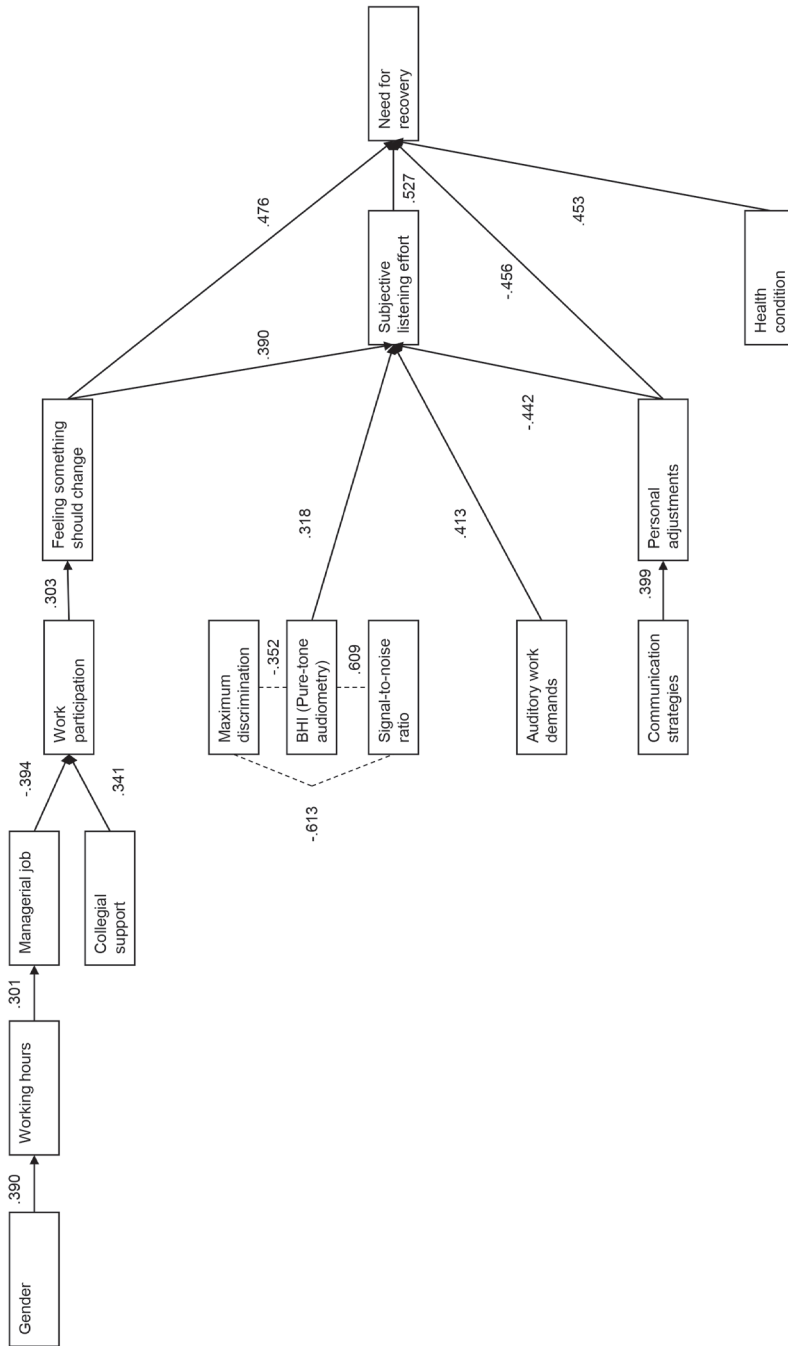 Gender
.390
Working hours
.301
Managerial job
Collegial
support
-.394
.341
Work
participation
.303
Feeling something
should change
.476
.390
Maximum
discrimination
-.352
BHI (Pure-tone
audiometry)
.609
Signal-to-noise
ratio
-.613
.318
Subjective
listening effort
.527
Need for
recovery
Auditory work
demands
.413
Communication
strategies
.399
Personal
adjustments
-.442
-.456
Health
condition
.453